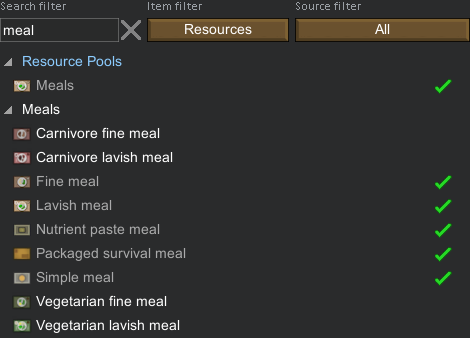 Search filter Item filter Source filter
meal Resources All
Resource Pools
Meals
Meals
Carnivore fine meal
Carnivore lavish meal
Fine meal
Lavish meal
Nutrient paste meal
Packaged survival meal
Simple meal
Vegetarian fine meal
Vegetarian lavish meal